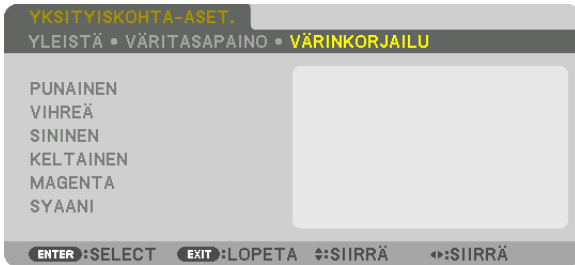 YKSITYISKOHTA-ASET.
YLEISTÄ • VÄRITASAPAINO • VÄRINKORJAILU
PUNAINEN
VIHREÄ
SININEN
KELTAINEN
MAGENTA
SYAANI
ENTER:SELECT EXIT:LOPETA :SIIRRÄ :SIIRRÄ